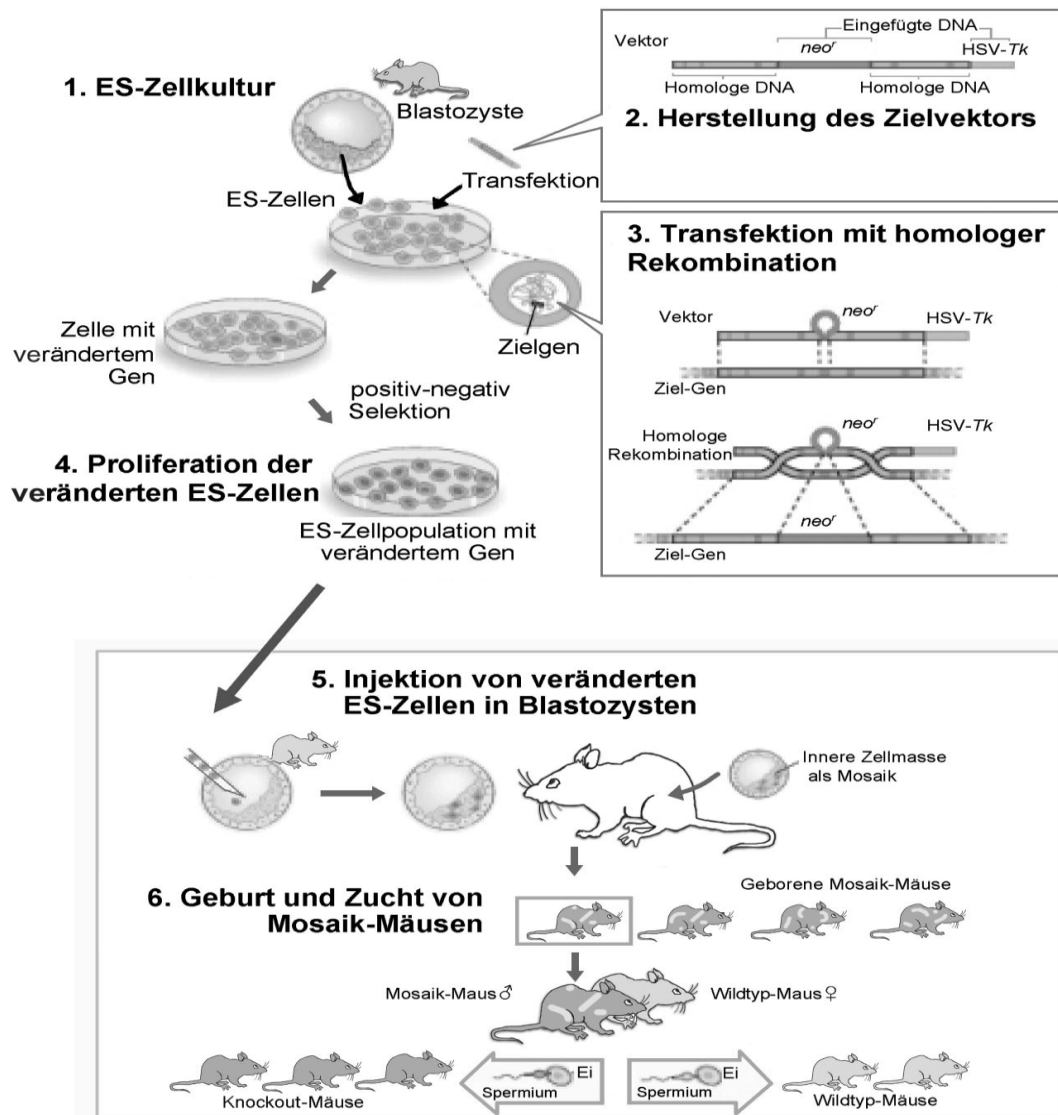 1. ES-Zellkultur
Blastozyste
ES-Zellen
Transfektion
Eingefügte DNA
Vektor
neoʳ
HSV-Tk
Homologe DNA
Homologe DNA
2. Herstellung des Zielvektors
3. Transfektion mit homologer
Rekombination
Vektor
neoʳ
HSV-Tk
Ziel-Gen
Homologe
Rekombination
neoʳ
HSV-Tk
neoʳ
Ziel-Gen
Zielgen
Zelle mit
verändertem
Gen
positiv-negativ
Selektion
4. Proliferation der
veränderten ES-Zellen
ES-Zellpopulation mit
verändertem Gen
5. Injektion von veränderten
ES-Zellen in Blastozysten
Innere Zellmasse
als Mosaik
6. Geburt und Zucht von
Mosaik-Mäusen
Geborene Mosaik-Mäuse
Mosaik-Maus♂
Wildtyp-Maus♀
Ei
Spermium
Ei
Spermium
Knockout-Mäuse
Wildtyp-Mäuse